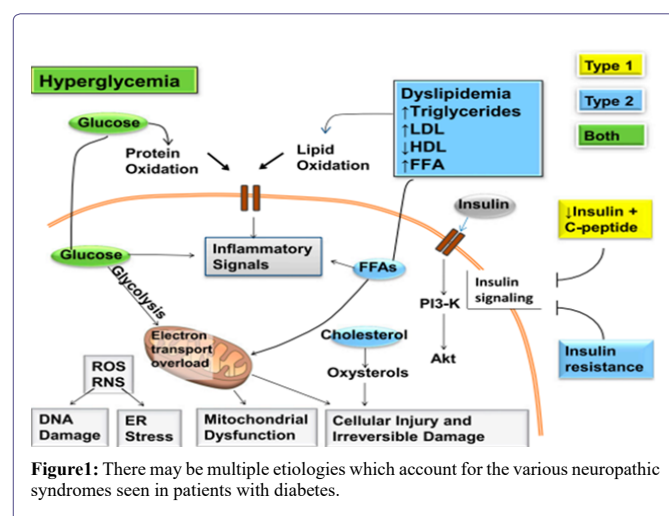 Hyperglycemia
Glucose
Protein
Oxidation
Lipid
Oxidation
Dyslipidemia
↑Triglycerides
↑LDL
↓HDL
↑FFA
Type 1
Type 2
Both
Insulin
↓Insulin +
C-peptide
Glucose
Inflammatory
Signals
FFAs
Glycolysis
PI3-K
Insulin
signaling
Akt
Insulin
resistance
Electron
transport
overload
Cholesterol
Oxysterols
ROS
RNS
DNA
Damage
ER
Stress
Mitochondrial
Dysfunction
Cellular Injury and
Irreversible Damage
Figure1: There may be multiple etiologies which account for the various neuropathic
syndromes seen in patients with diabetes.